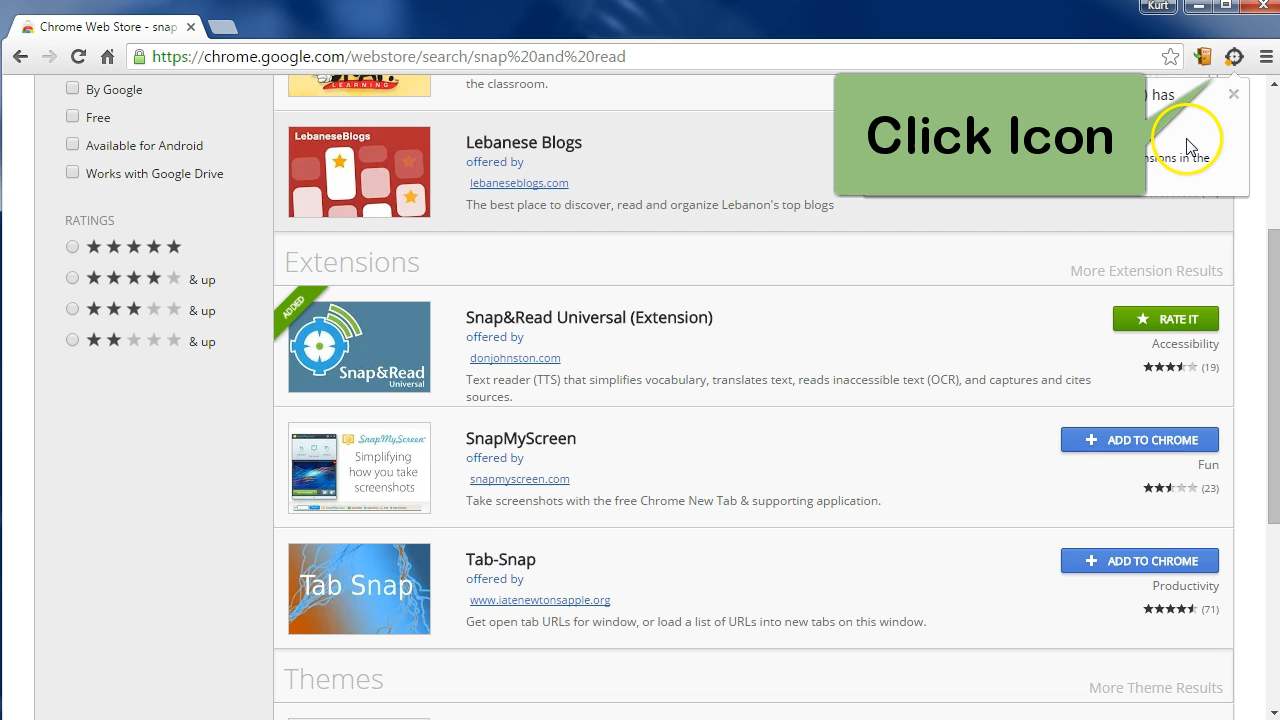 Kurt
Chrome Web Store - snap
https://chrome.google.com/webstore/search/snap%20and%20read
By Google
Free
Available for Android
Works with Google Drive
RATINGS
& up
& up
& up
LEARNING
the classroom.
LebaneseBlogs
Lebanese Blogs
offered by
lebaneseblogs.com
The best place to discover, read and organize Lebanon's top blogs
Click Icon
) has
nsions in the
Extensions
More Extension Results
ADDED
Snap&Read
Universal
Snap&Read Universal (Extension)
offered by
donjohnston.com
Text reader (TTS) that simplifies vocabulary, translates text, reads inaccessible text (OCR), and captures and cites
sources.
RATE IT
Accessibility
(19)
SnapMyScreen
Simplifying
how you take
screenshots
SnapMyScreen
offered by
snapmyscreen.com
Take screenshots with the free Chrome New Tab & supporting application.
ADD TO CHROME
Fun
(23)
Tab Snap
Tab-Snap
offered by
www.iatenewtonsapple.org
Get open tab URLs for window, or load a list of URLs into new tabs on this window.
ADD TO CHROME
Productivity
(71)
Themes
More Theme Results